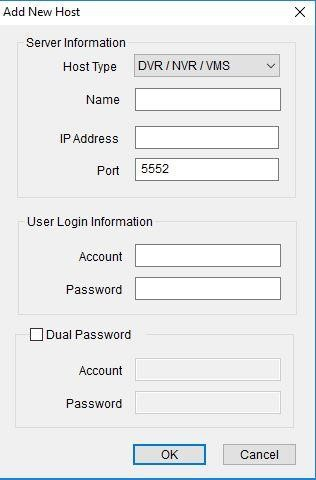 Add New Host
Server Information
Host Type DVR / NVR / VMS
Name
IP Address
Port 5552
User Login Information
Account
Password
Dual Password
Account
Password
OK Cancel